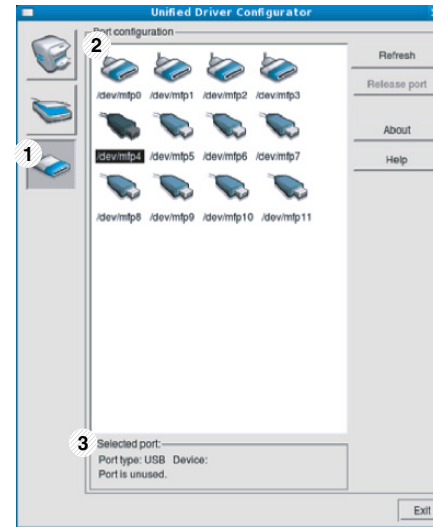 Unified Driver Configurator
Port configuration
2
/dev/mfp0 /dev/mfp1 /dev/mfp2 /dev/mfp3
/dev/mfp4 /dev/mfp5 /dev/mfp6 /dev/mfp7
/dev/mfp8 /dev/mfp9 /dev/mfp10 /dev/mfp11
Refresh
Release port
About
Help
1
3
Selected port:
Port type: USB Device:
Port is unused.
Exit